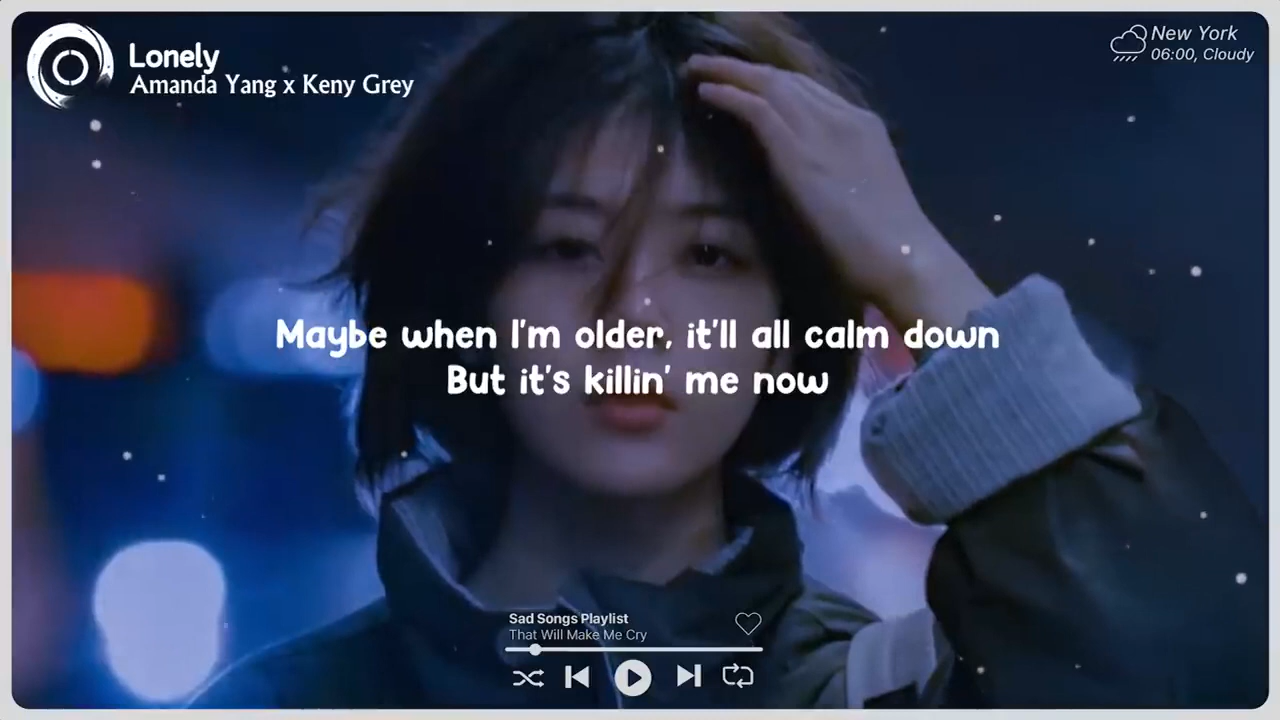 Lonely
Amanda Yang x Keny Grey
New York
06:00, Cloudy
Maybe when I'm older, it'll all calm down
But it's killin' me now
Sad Songs Playlist
That Will Make Me Cry